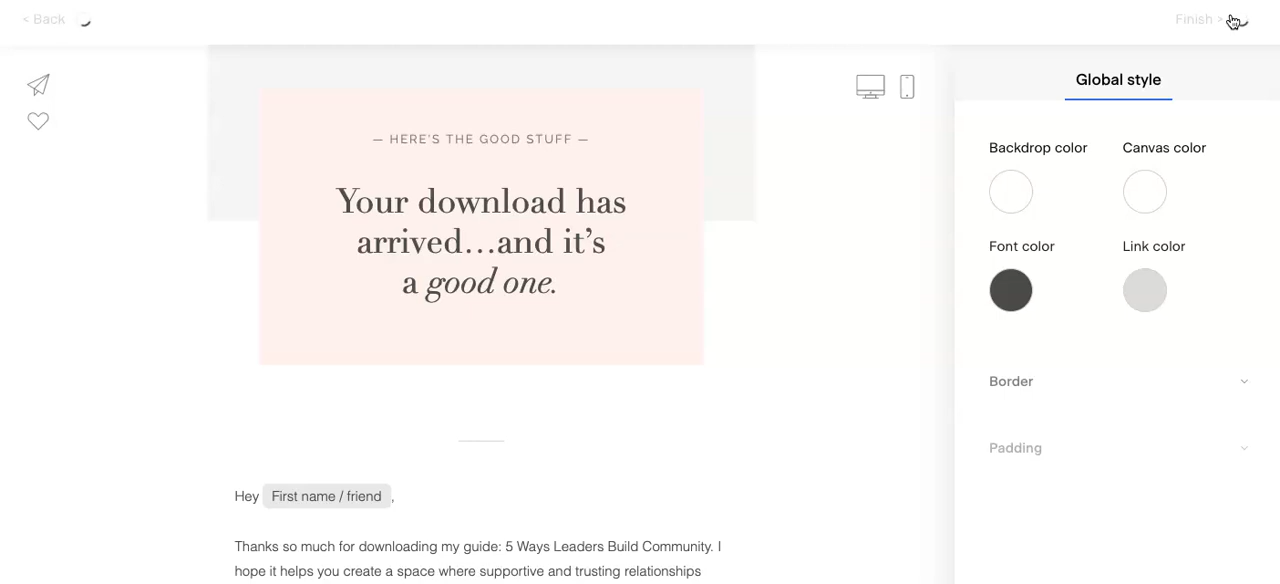 < Back
Finish >
Global style
— HERE'S THE GOOD STUFF —
Your download has
arrived...and it's
a good one.
Backdrop color
Canvas color
Font color
Link color
Border
Padding
Hey First name / friend ,
Thanks so much for downloading my guide: 5 Ways Leaders Build Community. I
hope it helps you create a space where supportive and trusting relationships